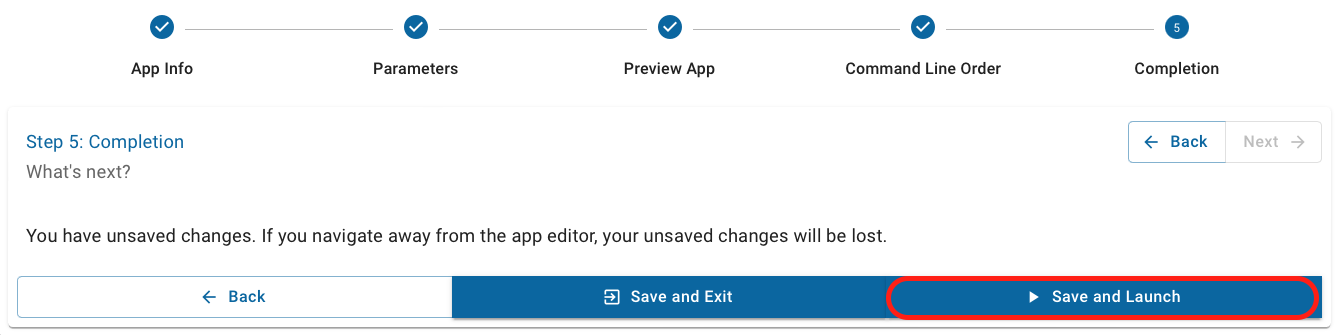 5
App Info
Parameters
Preview App
Command Line Order
Completion
Step 5: Completion
Back
Next
What's next?
You have unsaved changes. If you navigate away from the app editor, your unsaved changes will be lost.
Back
Save and Exit
Save and Launch